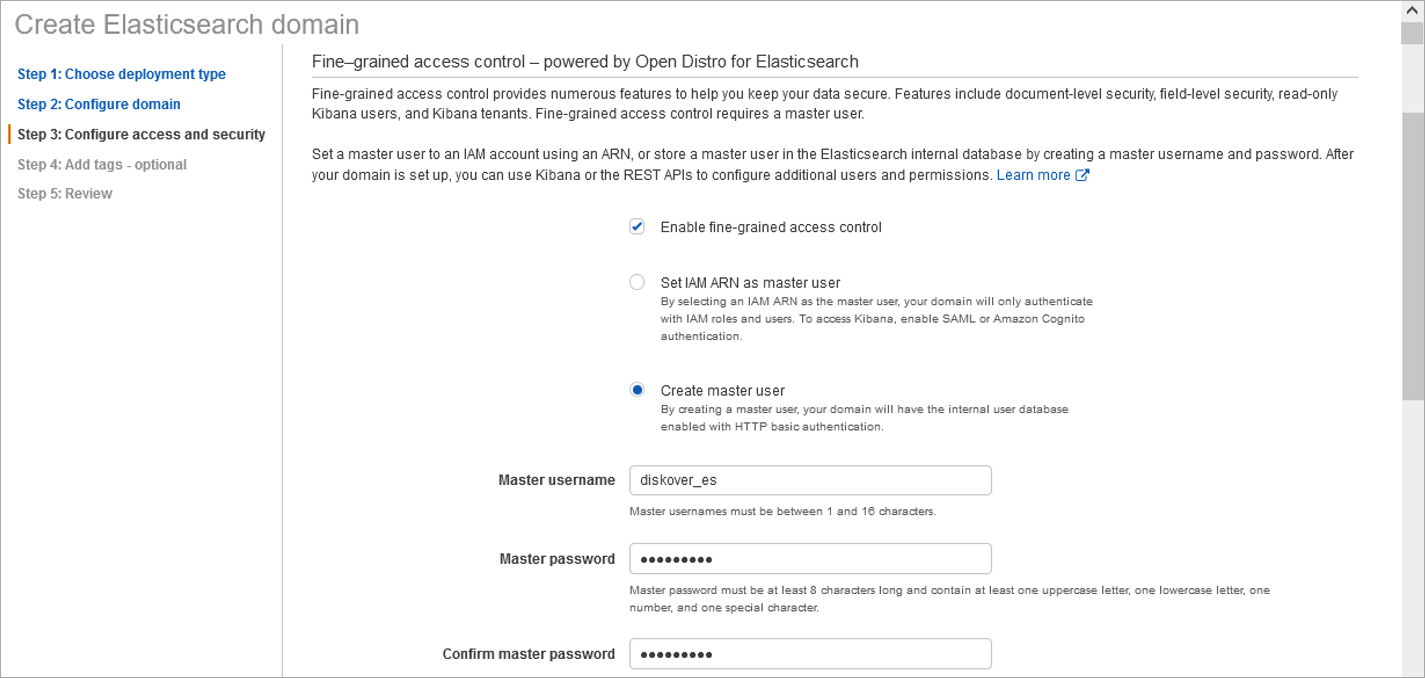 Create Elasticsearch domain
Step 1: Choose deployment type
Step 2: Configure domain
Step 3: Configure access and security
Step 4: Add tags - optional
Step 5: Review
Fine–grained access control – powered by Open Distro for Elasticsearch
Fine-grained access control provides numerous features to help you keep your data secure. Features include document-level security, field-level security, read-only
Kibana users, and Kibana tenants. Fine-grained access control requires a master user.
Set a master user to an IAM account using an ARN, or store a master user in the Elasticsearch internal database by creating a master username and password. After
your domain is set up, you can use Kibana or the REST APIs to configure additional users and permissions. Learn more
Enable fine-grained access control
Set IAM ARN as master user
By selecting an IAM ARN as the master user, your domain will only authenticate
with IAM roles and users. To access Kibana, enable SAML or Amazon Cognito
authentication.
Create master user
By creating a master user, your domain will have the internal user database
enabled with HTTP basic authentication.
Master username diskover_es
Master usernames must be between 1 and 16 characters.
Master password •••••••••
Master password must be at least 8 characters long and contain at least one uppercase letter, one lowercase letter, one
number, and one special character.
Confirm master password •••••••••